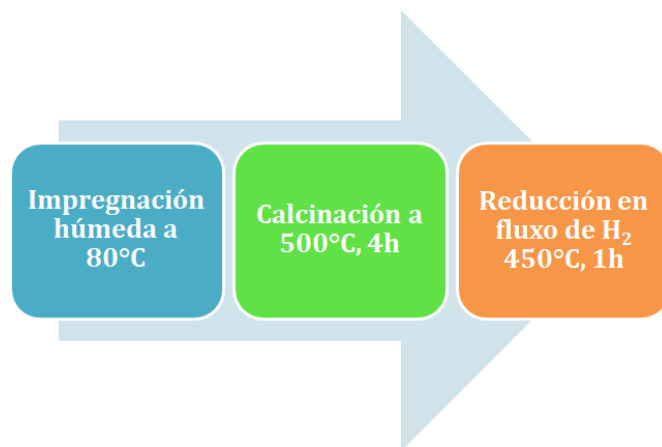 Impregnación
húmeda a
80°C
Calcinación a
500°C, 4h
Reducción en
fluxo de H₂
450°C, 1h